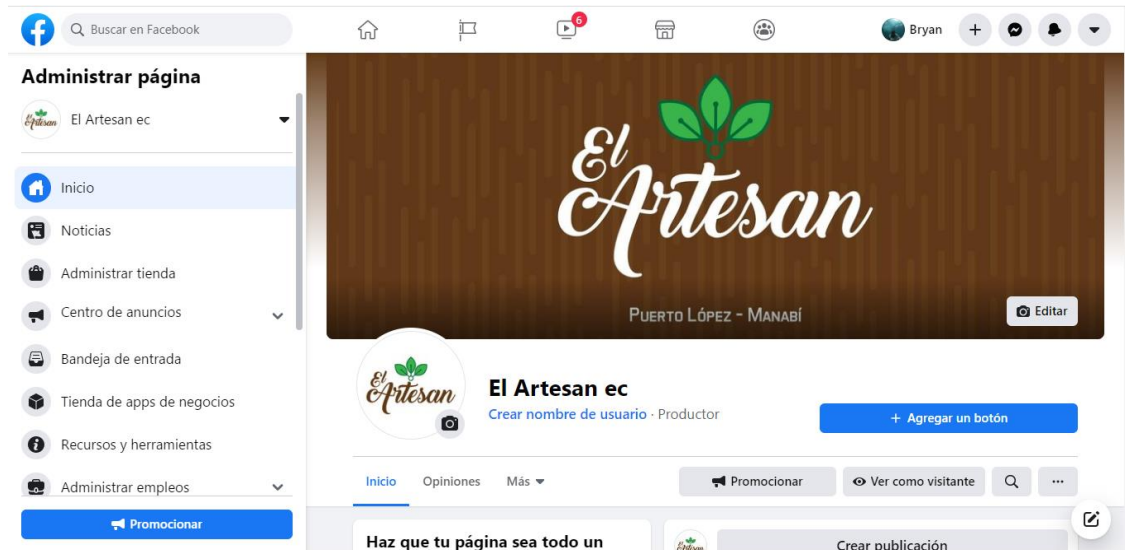 Buscar en Facebook
6
Bryan
Administrar página
El Artesan ec
Inicio
Noticias
Administrar tienda
Centro de anuncios
Bandeja de entrada
Tienda de apps de negocios
Recursos y herramientas
Administrar empleos
Promocionar
El
Artesan
Puerto López - Manabí
Editar
El
Artesan
El Artesan ec
Crear nombre de usuario · Productor
+ Agregar un botón
Inicio Opiniones Más
Promocionar Ver como visitante ...
Haz que tu página sea todo un
Crear publicación